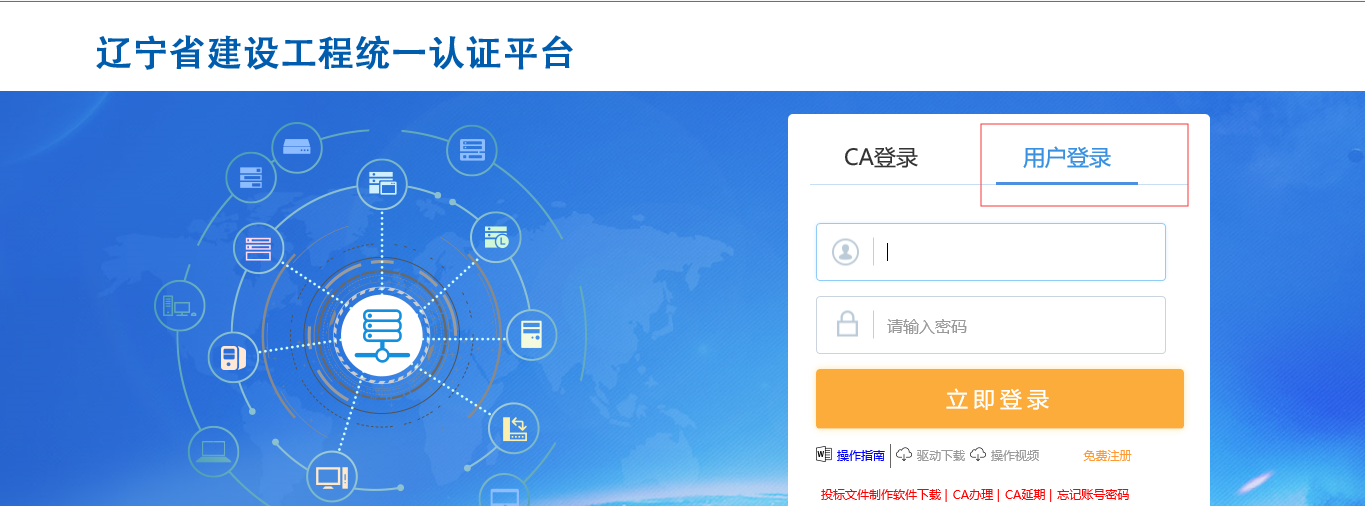 辽宁省建设工程统一认证平台
CA登录 用户登录
请输入密码
立即登录
操作指南 驱动下载 操作视频 免费注册
投标文件制作软件下载 | CA办理 | CA延期 | 忘记账号密码